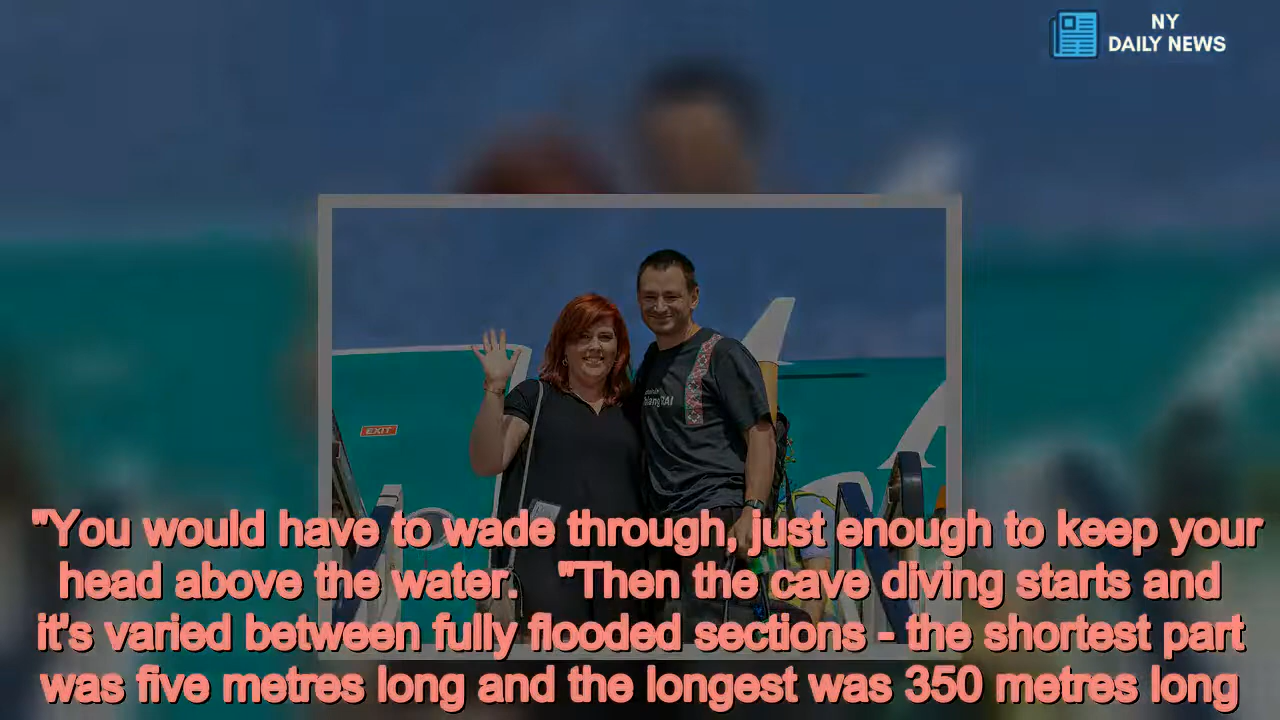 NY
DAILY NEWS
EXIT
"You would have to wade through, just enough to keep your
head above the water. "Then the cave diving starts and
it's varied between fully flooded sections - the shortest part
was five metres long and the longest was 350 metres long